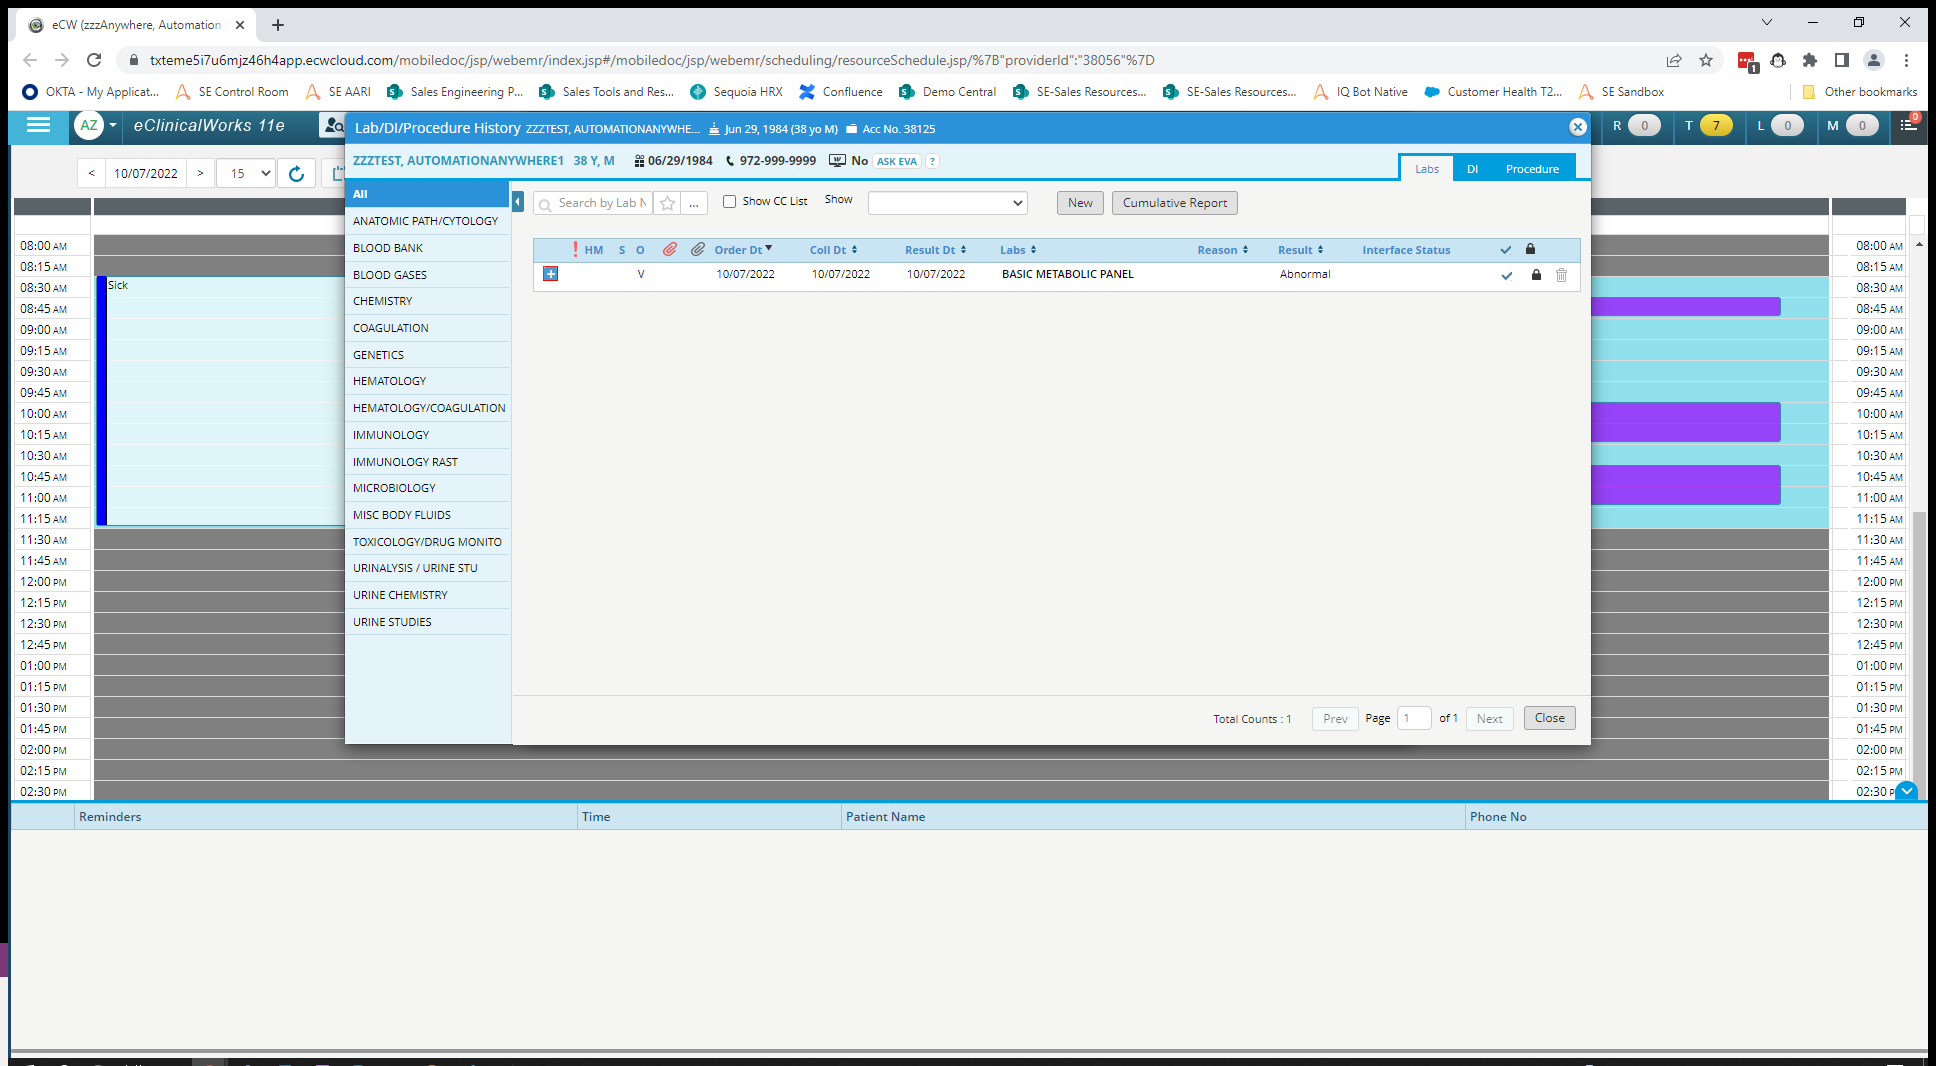 eCW (zzzAnywhere, Automation
txteme5i7u6mjz46h4app.ecwcloud.com/mobiledoc/jsp/webemr/index.jsp#/mobiledoc/jsp/webemr/scheduling/resourceSchedule.jsp/%7B"providerId":"38056"%7D
1
OKTA - My Applicat...
SE Control Room
SE AARI
Sales Engineering P...
Sales Tools and Res...
Sequoia HRX
Confluence
Demo Central
SE-Sales Resources...
SE-Sales Resources...
IQ Bot Native
Customer Health T2...
SE Sandbox
Other bookmarks
AZ
eClinicalWorks 11e
Lab/DI/Procedure History ZZZTEST, AUTOMATIONANYWHE... Jun 29, 1984 (38 yo M) Acc No. 38125
R 0
T 7
L 0
M 0
0
ZZZTEST, AUTOMATIONANYWHERE1 38 Y, M 06/29/1984 972-999-9999 No ASK EVA ?
Labs
DI
Procedure
< 10/07/2022 > 15
All
ANATOMIC PATH/CYTOLOGY
BLOOD BANK
BLOOD GASES
CHEMISTRY
COAGULATION
GENETICS
HEMATOLOGY
HEMATOLOGY/COAGULATION
IMMUNOLOGY
IMMUNOLOGY RAST
MICROBIOLOGY
MISC BODY FLUIDS
TOXICOLOGY/DRUG MONITO
URINALYSIS / URINE STU
URINE CHEMISTRY
URINE STUDIES
Search by Lab N
...
Show CC List
Show
New
Cumulative Report
! HM S O Order Dt Coll Dt Result Dt Labs Reason Result Interface Status
V 10/07/2022 10/07/2022 10/07/2022 BASIC METABOLIC PANEL Abnormal
Total Counts : 1
Prev
Page 1 of 1
Next
Close
08:00 AM
08:15 AM
08:30 AM
08:45 AM
09:00 AM
09:15 AM
09:30 AM
09:45 AM
10:00 AM
10:15 AM
10:30 AM
10:45 AM
11:00 AM
11:15 AM
11:30 AM
11:45 AM
12:00 PM
12:15 PM
12:30 PM
12:45 PM
01:00 PM
01:15 PM
01:30 PM
01:45 PM
02:00 PM
02:15 PM
02:30 PM
Sick
08:00 AM
08:15 AM
08:30 AM
08:45 AM
09:00 AM
09:15 AM
09:30 AM
09:45 AM
10:00 AM
10:15 AM
10:30 AM
10:45 AM
11:00 AM
11:15 AM
11:30 AM
11:45 AM
12:00 PM
12:15 PM
12:30 PM
12:45 PM
01:00 PM
01:15 PM
01:30 PM
01:45 PM
02:00 PM
02:15 PM
02:30 P
Reminders
Time
Patient Name
Phone No